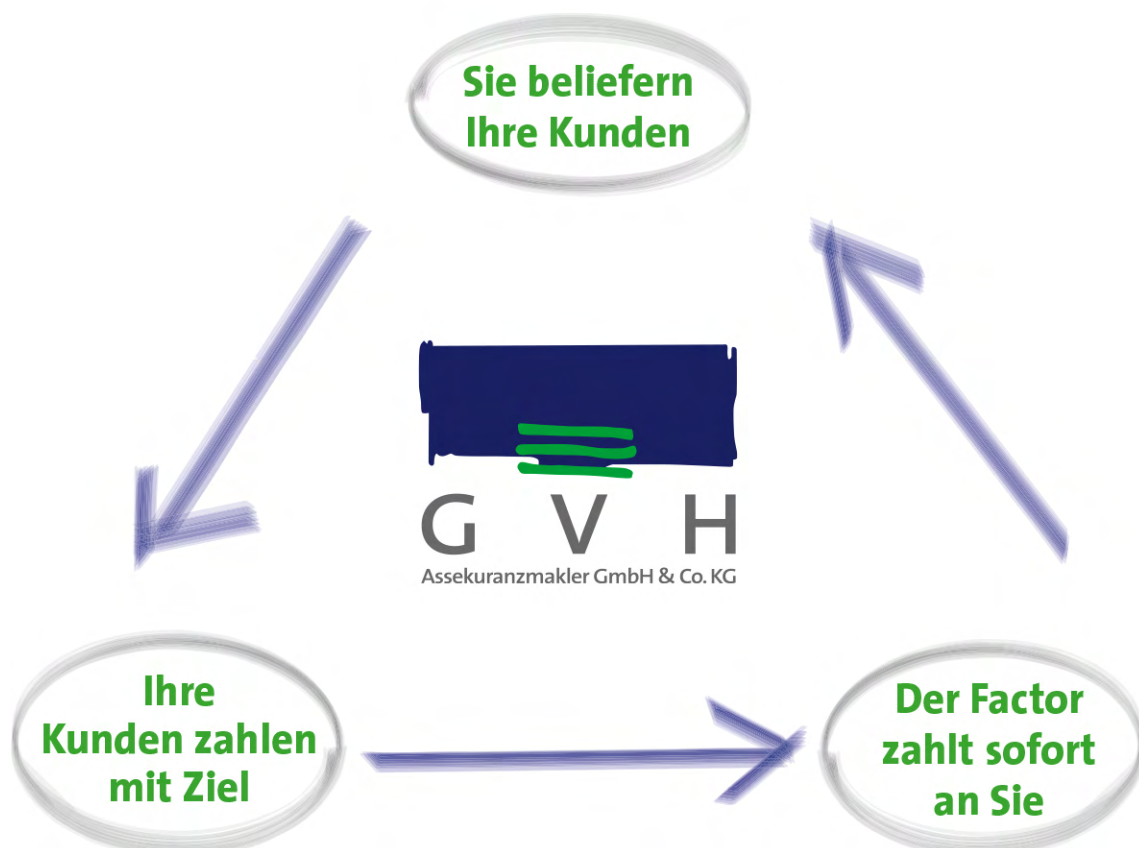 Sie beliefern
Ihre Kunden
G V H
Assekuranzmakler GmbH & Co. KG
Ihre
Kunden zahlen
mit Ziel
Der Factor
zahlt sofort
an Sie